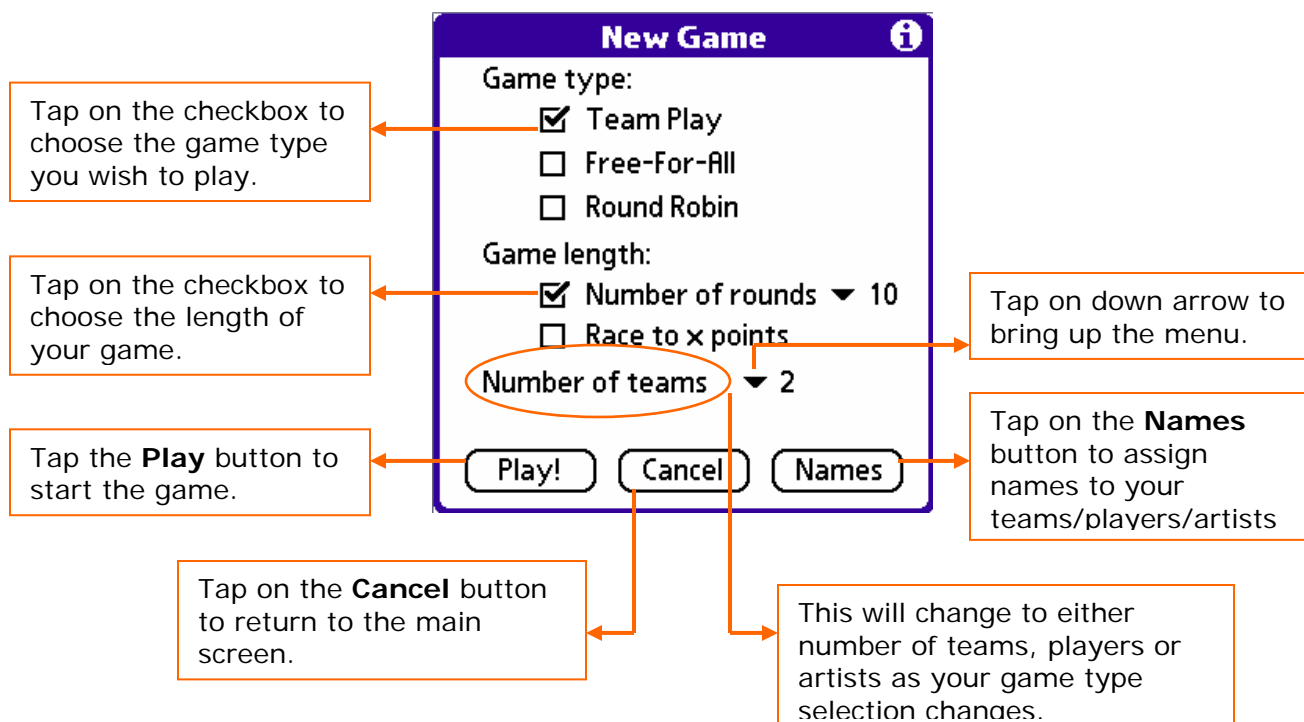 New Game
i
Tap on the checkbox to
choose the game type
you wish to play.
Game type:
Team Play
Free-For-All
Round Robin
Tap on the checkbox to
choose the length of
your game.
Game length:
Number of rounds 10
Race to x points
Number of teams 2
Tap on down arrow to
bring up the menu.
Tap the Play button to
start the game.
Play! Cancel Names
Tap on the Names
button to assign
names to your
teams/players/artists
Tap on the Cancel button
to return to the main
screen.
This will change to either
number of teams, players or
artists as your game type
selection changes.